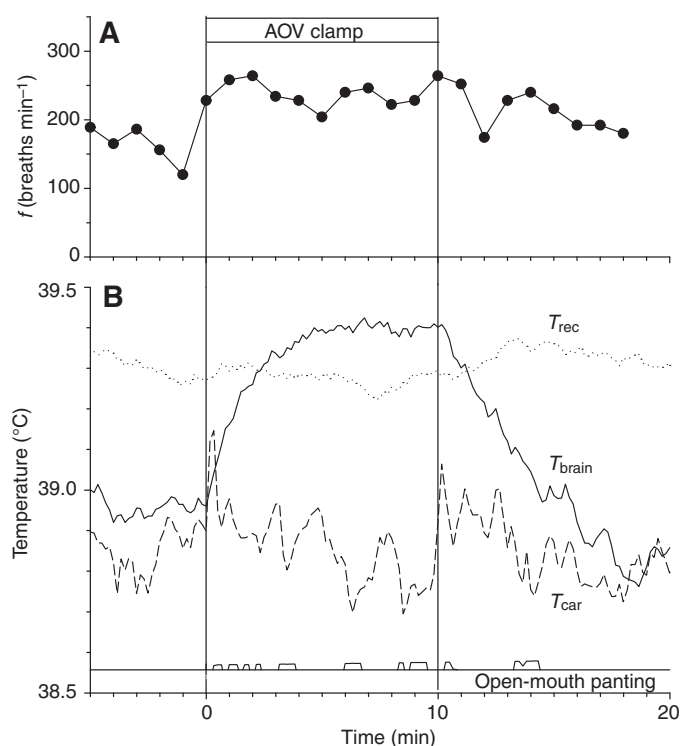 A
AOV clamp
300
200
100
0
f (breaths min–1)
B
39.5
39.0
38.5
Temperature (°C)
Trec
Tbrain
Tcar
Open-mouth panting
0
10
20
Time (min)